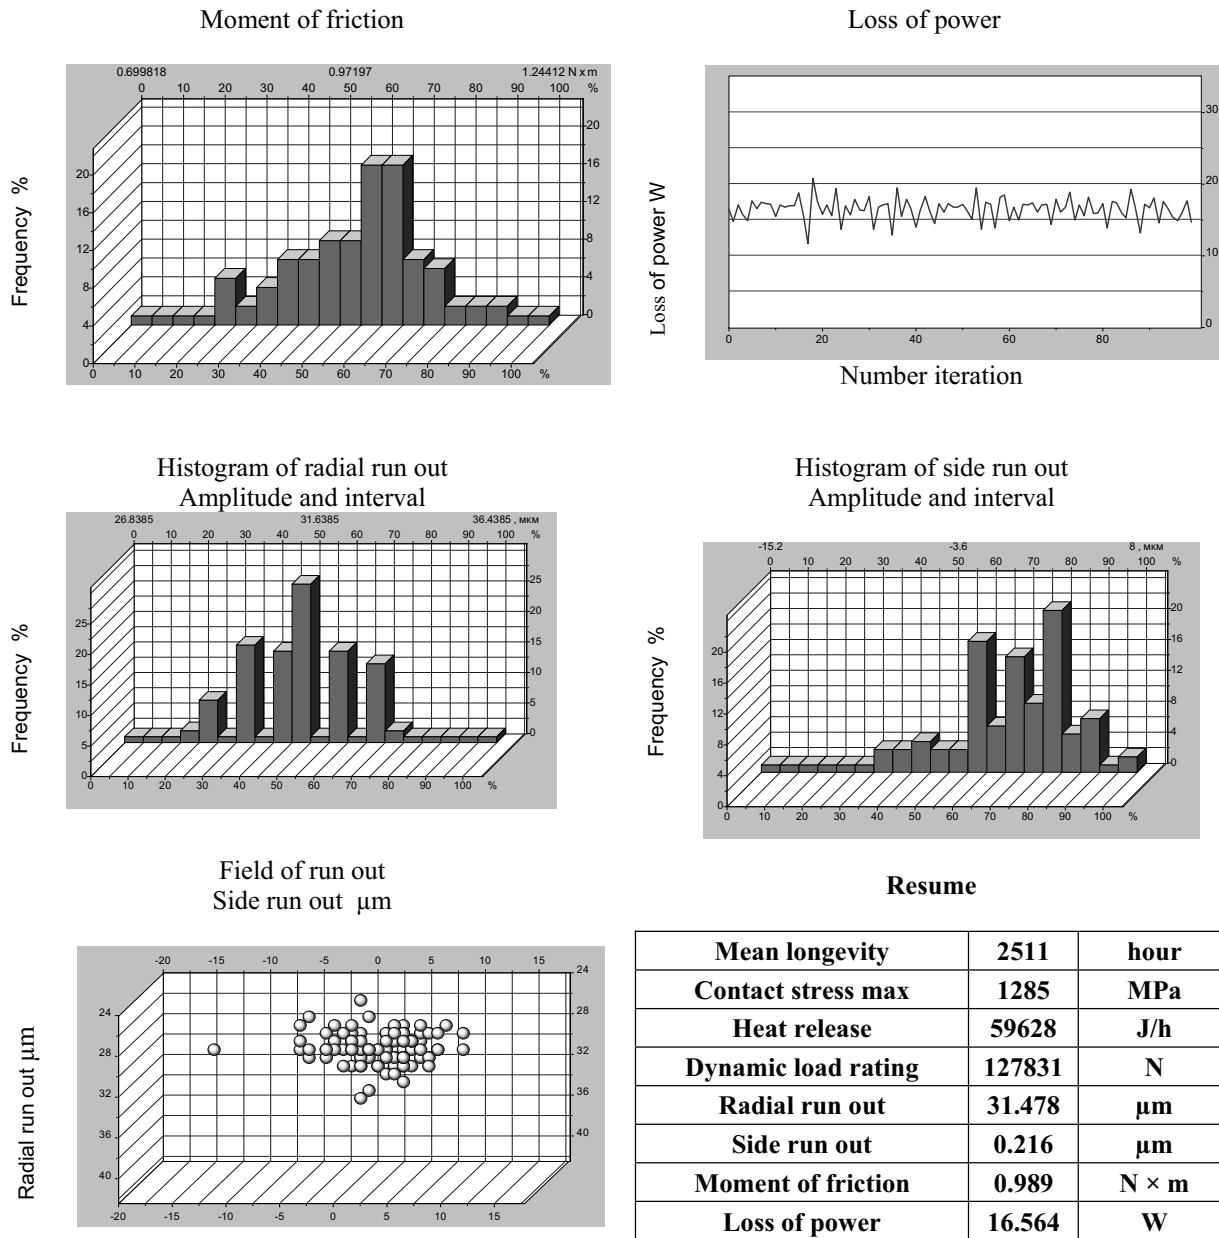 Moment of friction
0.699818 0.97197 1.24412 N x m
0 10 20 30 40 50 60 70 80 90 100 %
20
16
12
8
4
0
20
16
12
8
4
0
0 10 20 30 40 50 60 70 80 90 100 %
Frequency %
Loss of power
30
20
10
0
0 20 40 60 80
Loss of power W
Number iteration
Histogram of radial run out
Amplitude and interval
26.8385 31.6385 36.4385 , мкм
0 10 20 30 40 50 60 70 80 90 100 %
25
20
15
10
5
0
25
20
15
10
5
0
0 10 20 30 40 50 60 70 80 90 100 %
Frequency %
Histogram of side run out
Amplitude and interval
-15.2 -3.6 8 , мкм
0 10 20 30 40 50 60 70 80 90 100 %
20
16
12
8
4
0
20
16
12
8
4
0
0 10 20 30 40 50 60 70 80 90 100 %
Frequency %
Field of run out
Side run out µm
-20 -15 -10 -5 0 5 10 15
24
28
32
36
40
24
28
32
36
40
-20 -15 -10 -5 0 5 10 15
Radial run out µm
Resume
Mean longevity 2511 hour
Contact stress max 1285 MPa
Heat release 59628 J/h
Dynamic load rating 127831 N
Radial run out 31.478 µm
Side run out 0.216 µm
Moment of friction 0.989 N × m
Loss of power 16.564 W